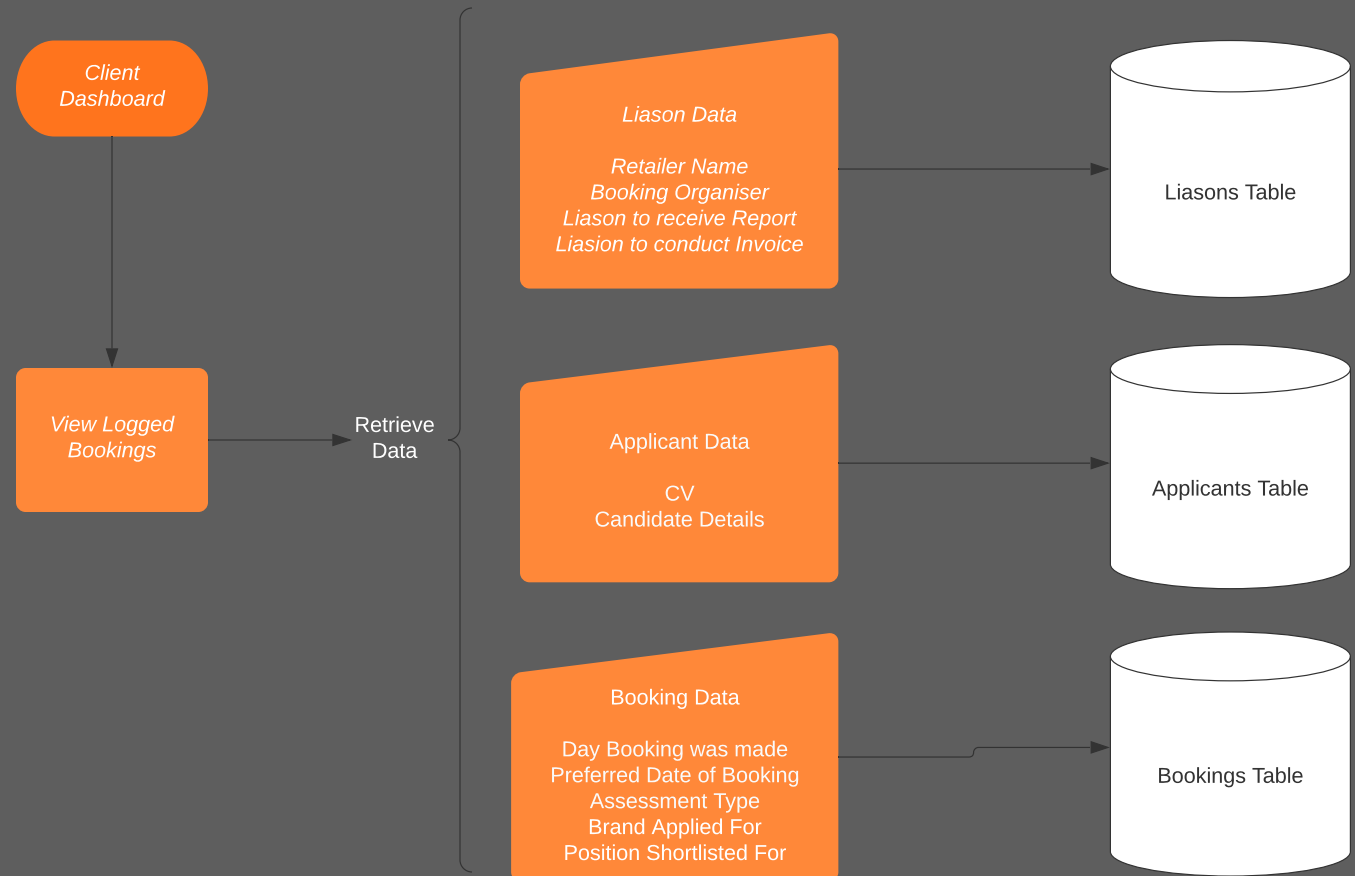 Client
Dashboard
View Logged
Bookings
Retrieve
Data
Liason Data
Retailer Name
Booking Organiser
Liason to receive Report
Liasion to conduct Invoice
Liasons Table
Applicant Data
CV
Candidate Details
Applicants Table
Booking Data
Day Booking was made
Preferred Date of Booking
Assessment Type
Brand Applied For
Position Shortlisted For
Bookings Table